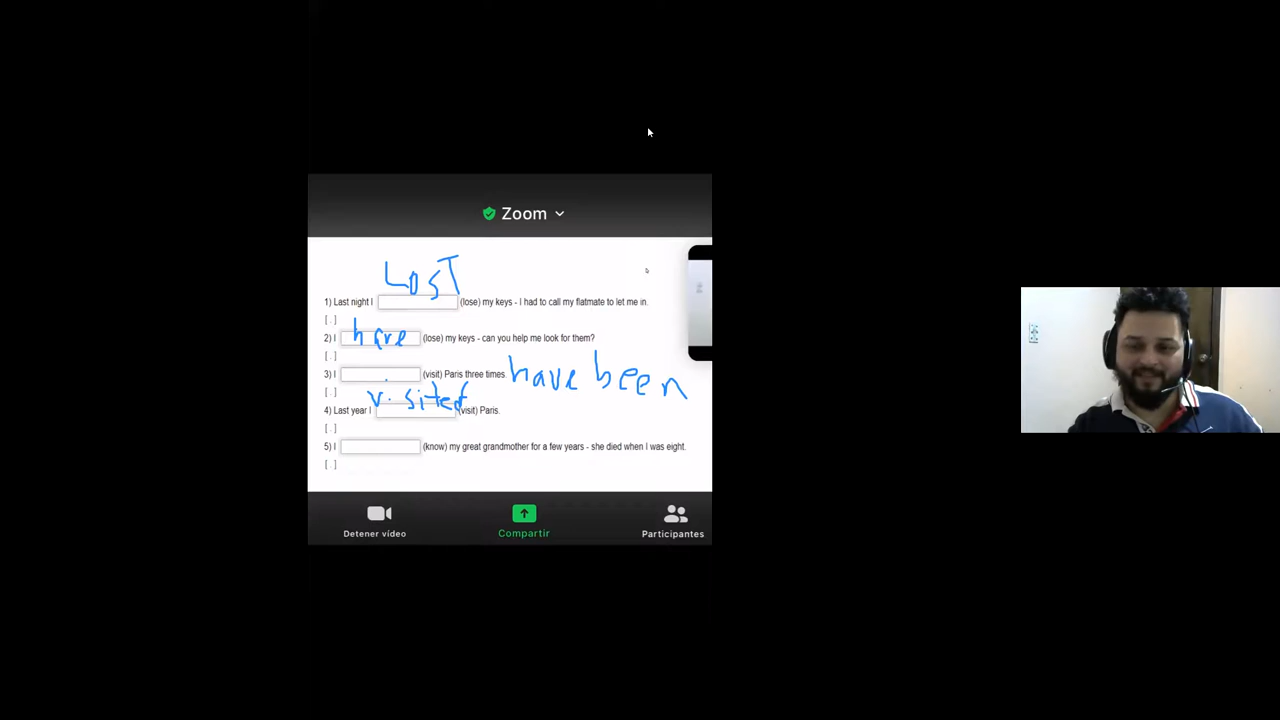 Zoom
LOST
1) Last night I (lose) my keys - I had to call my flatmate to let me in.
[ . ]
2) I have (lose) my keys - can you help me look for them?
[ . ]
3) I (visit) Paris three times. have been
[ . ]
visited
4) Last year I (visit) Paris.
[ . ]
5) I (know) my great grandmother for a few years - she died when I was eight.
[ . ]
Detener vídeo Compartir Participantes